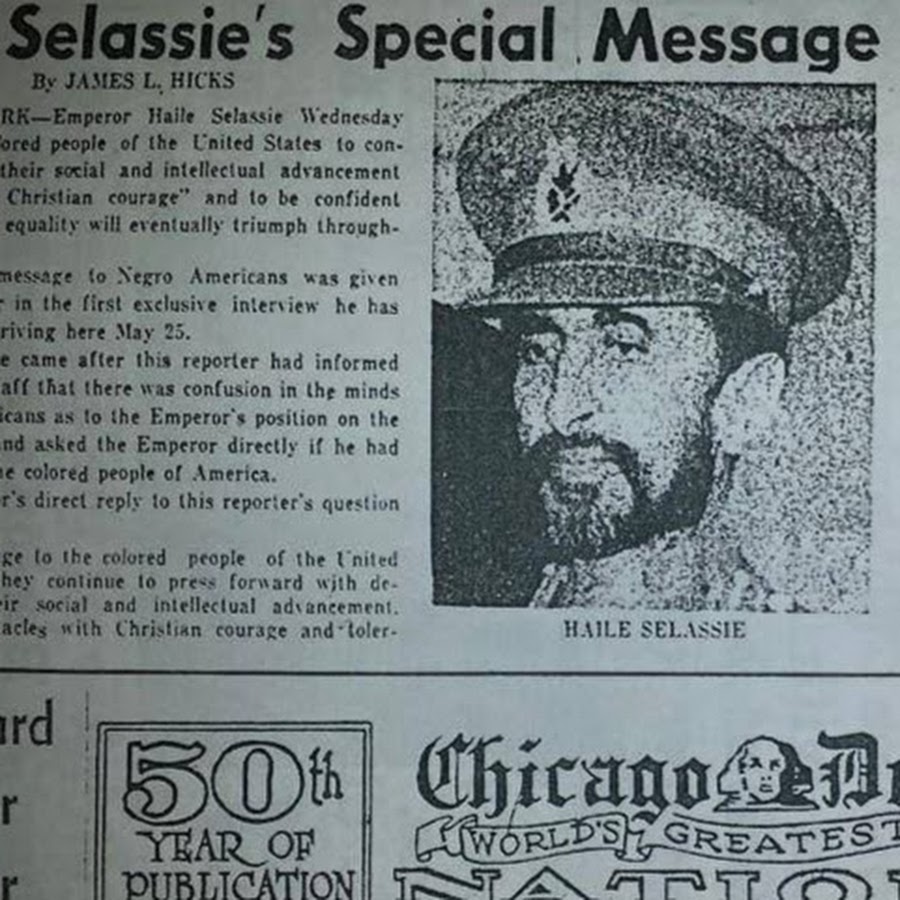 Selassie's Special Message
By JAMES L. HICKS
RK—Emperor Haile Selassie Wednesday
ored people of the United States to con-
their social and intellectual advancement
Christian courage" and to be confident
equality will eventually triumph through-
message to Negro Americans was given
r in the first exclusive interview he has
riving here May 25.
e came after this reporter had informed
aff that there was confusion in the minds
icans as to the Emperor's position on the
nd asked the Emperor directly if he had
e colored people of America.
r's direct reply to this reporter's question
ge to the colored people of the United
hey continue to press forward with de-
eir social and intellectual advancement.
acles with Christian courage and toler-
HAILE SELASSIE
ard
r
r
50th
YEAR OF
PUBLICATION
Chicago De
WORLD'S GREATEST
NATIO